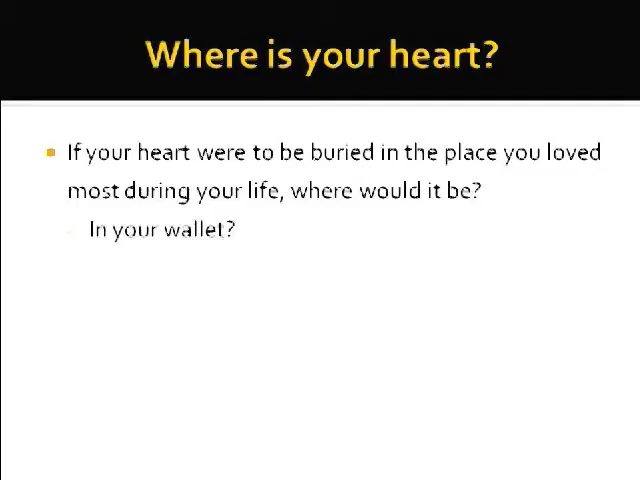 Where is your heart?
If your heart were to be buried in the place you loved
most during your life, where would it be?
In your wallet?